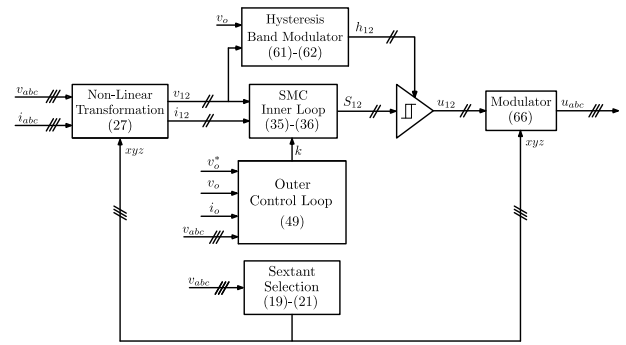 v_o
Hysteresis
Band Modulator
(61)-(62)
h_12
v_abc
i_abc
Non-Linear
Transformation
(27)
v_12
i_12
SMC
Inner Loop
(35)-(36)
S_12
u_12
Modulator
(66)
u_abc
xyz
k
xyz
v_o^*
v_o
i_o
v_abc
Outer
Control Loop
(49)
v_abc
Sextant
Selection
(19)-(21)